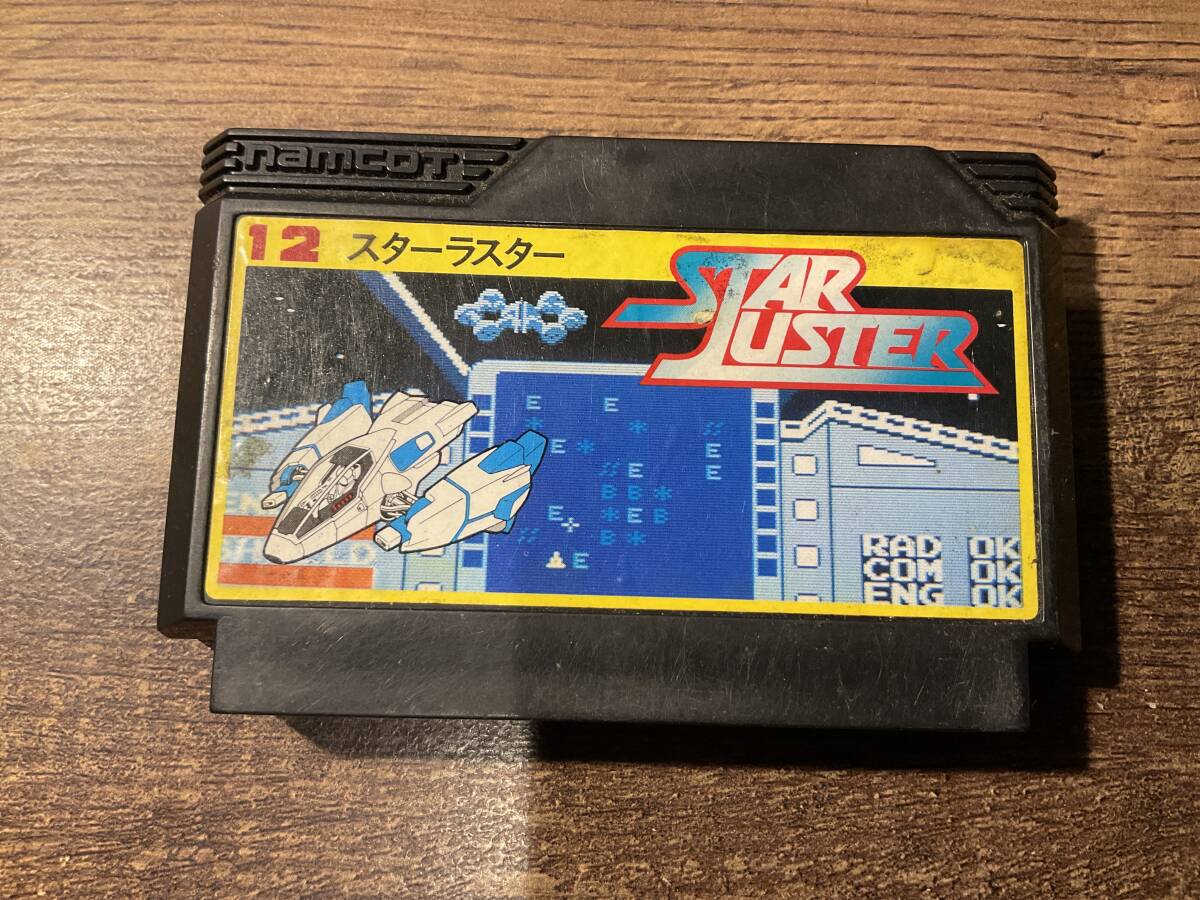 namcot
12 スターラスター
STAR
LUSTER
E E
* * //
E * E
// E E
B B *
E * E B
// B *
E
RAD OK
COM OK
ENG OK